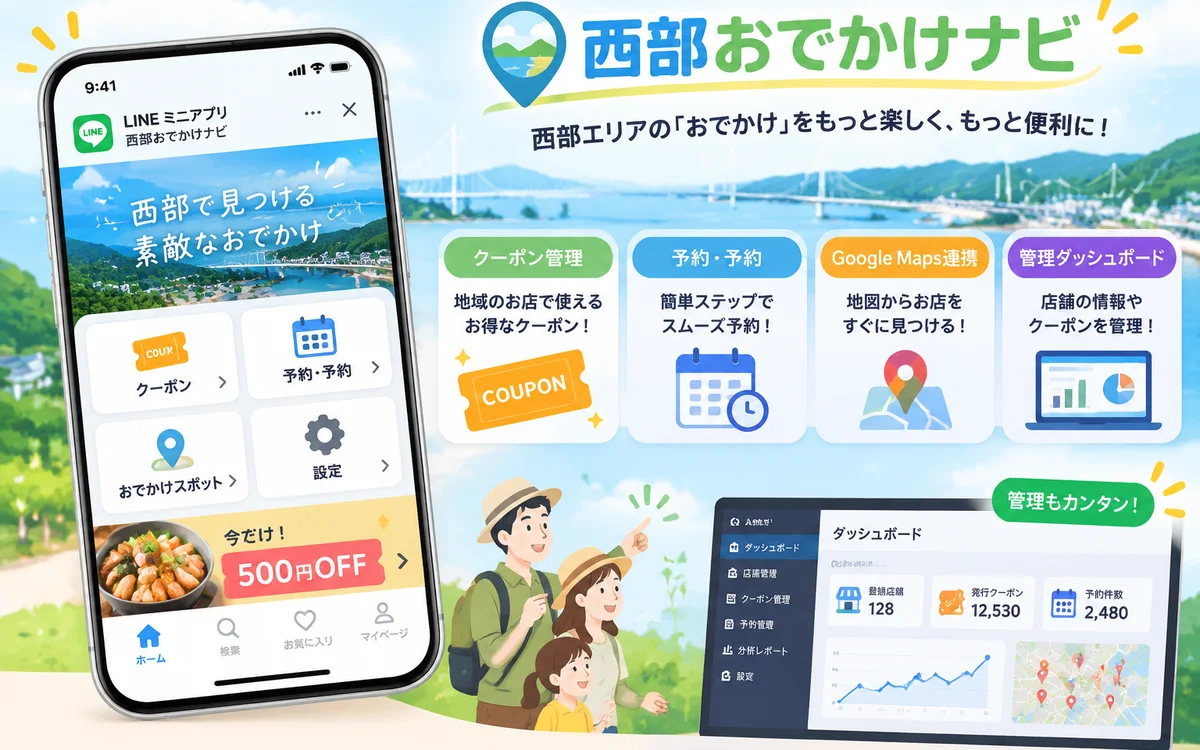 9:41
LINE
LINE ミニアプリ
西部おでかけナビ
西部で見つける
素敵なおでかけ
COUP
クーポン
予約・予約
おでかけスポット
設定
今だけ!
500円OFF
ホーム
検索
お気に入り
マイページ
西部おでかけナビ
西部エリアの「おでかけ」をもっと楽しく、もっと便利に!
クーポン管理
地域のお店で使える
お得なクーポン!
COUPON
予約・予約
簡単ステップで
スムーズ予約!
Google Maps連携
地図からお店を
すぐに見つける!
管理ダッシュボード
店舗の情報や
クーポンを管理!
管理もカンタン!
ダッシュボード
店舗管理
クーポン管理
予約管理
分析レポート
設定
ダッシュボード
登録店舗
128
発行クーポン
12,530
予約件数
2,480